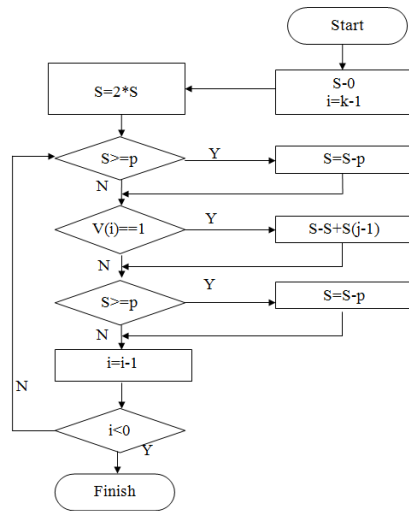 Start
S-0
i=k-1
S=2*S
S>=p
Y
S=S-p
N
V(i)==1
Y
S-S+S(j-1)
N
S>=p
Y
S=S-p
N
i=i-1
N
i<0
Y
Finish